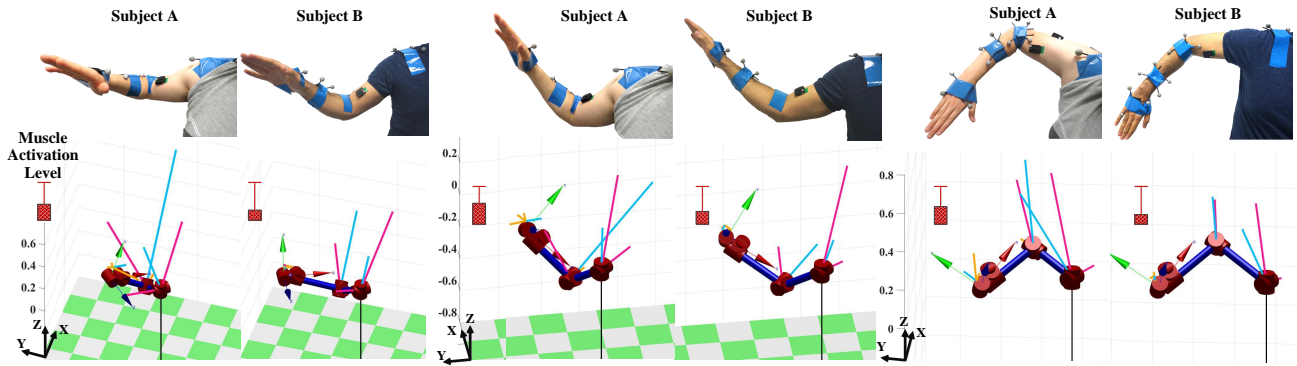 Subject A
Subject B
Subject A
Subject B
Subject A
Subject B
Muscle
Activation
Level
0.6
0.4
0.2
0
Z
X
Y
0.2
0
-0.2
-0.4
-0.6
-0.8
X
Z
Y
0.8
0.6
0.4
0.2
0
Z
X
Y